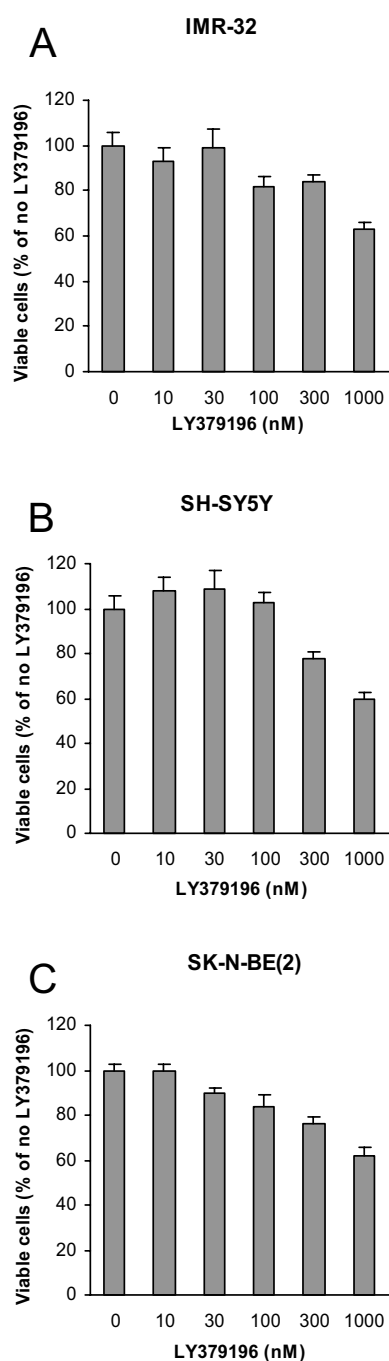 A
IMR-32
Viable cells (% of no LY379196)
120
100
80
60
40
20
0
0 10 30 100 300 1000
LY379196 (nM)
B
SH-SY5Y
Viable cells (% of no LY379196)
120
100
80
60
40
20
0
0 10 30 100 300 1000
LY379196 (nM)
C
SK-N-BE(2)
Viable cells (% of no LY379196)
120
100
80
60
40
20
0
0 10 30 100 300 1000
LY379196 (nM)